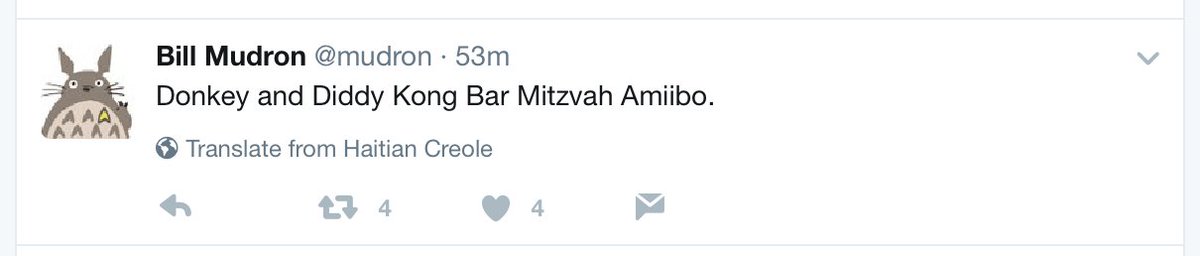 Bill Mudron @mudron · 53m
Donkey and Diddy Kong Bar Mitzvah Amiibo.
Translate from Haitian Creole
4 4